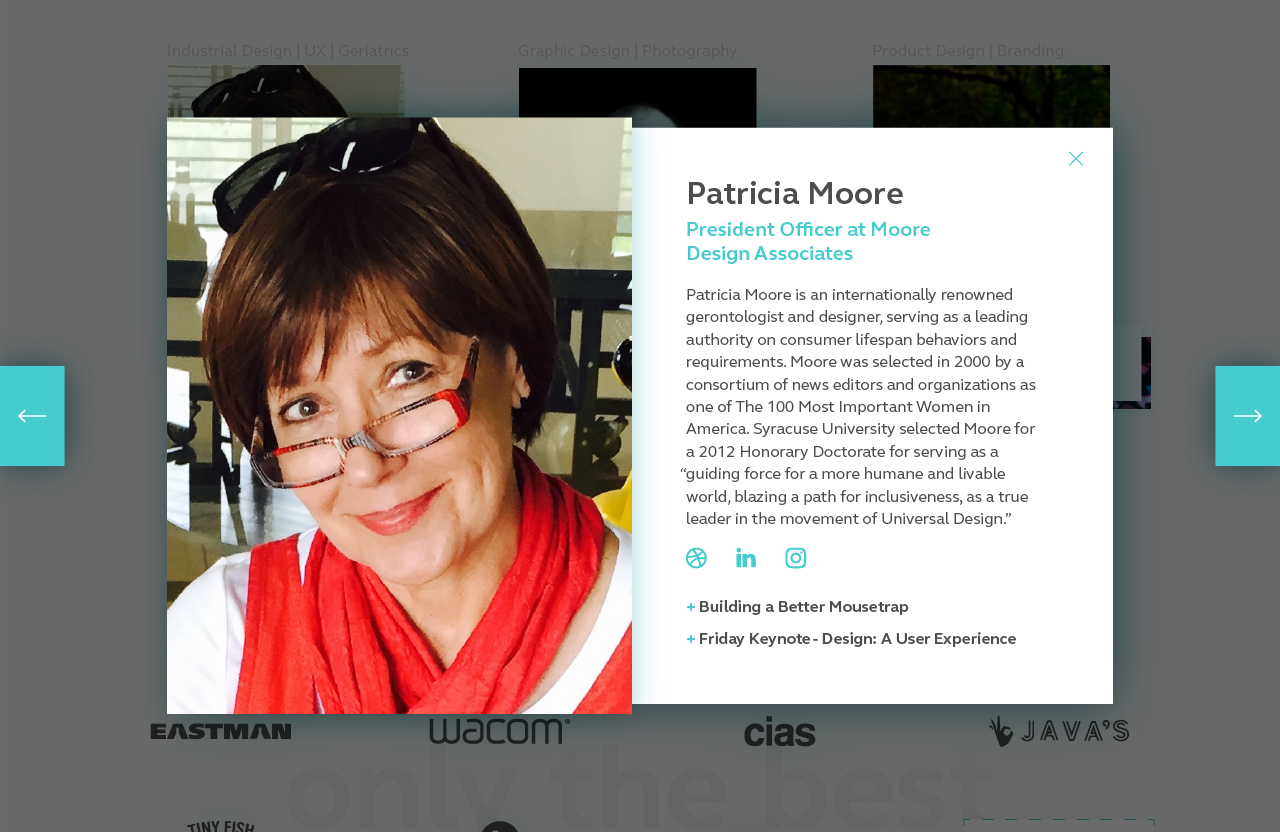 Industrial Design | UX | Geriatrics
Graphic Design | Photography
Product Design | Branding
Patricia Moore
President Officer at Moore
Design Associates
Patricia Moore is an internationally renowned
gerontologist and designer, serving as a leading
authority on consumer lifespan behaviors and
requirements. Moore was selected in 2000 by a
consortium of news editors and organizations as
one of The 100 Most Important Women in
America. Syracuse University selected Moore for
a 2012 Honorary Doctorate for serving as a
“guiding force for a more humane and livable
world, blazing a path for inclusiveness, as a true
leader in the movement of Universal Design.”
in
+ Building a Better Mousetrap
+ Friday Keynote - Design: A User Experience
EASTMAN
wacom®
cias
JAVA'S
only the best
TINY FISH